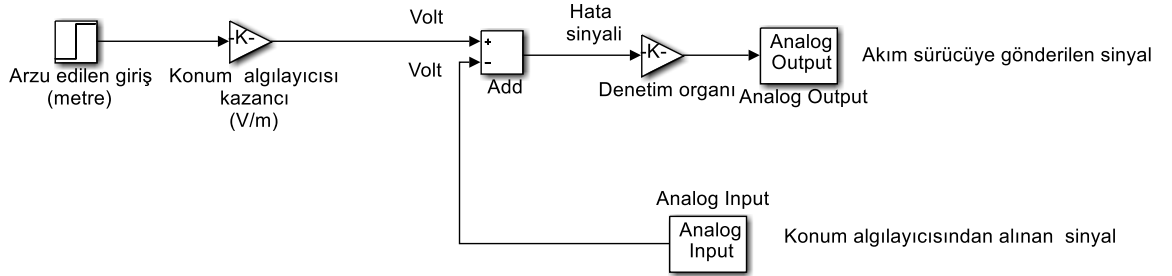 Volt
Hata
sinyali
-K-
-K-
+
-
Volt
Analog
Output
Akım sürücüye gönderilen sinyal
Arzu edilen giriş
(metre)
Konum algılayıcısı
kazancı
(V/m)
Add
Denetim organı
Analog Output
Analog Input
Analog
Input
Konum algılayıcısından alınan sinyal